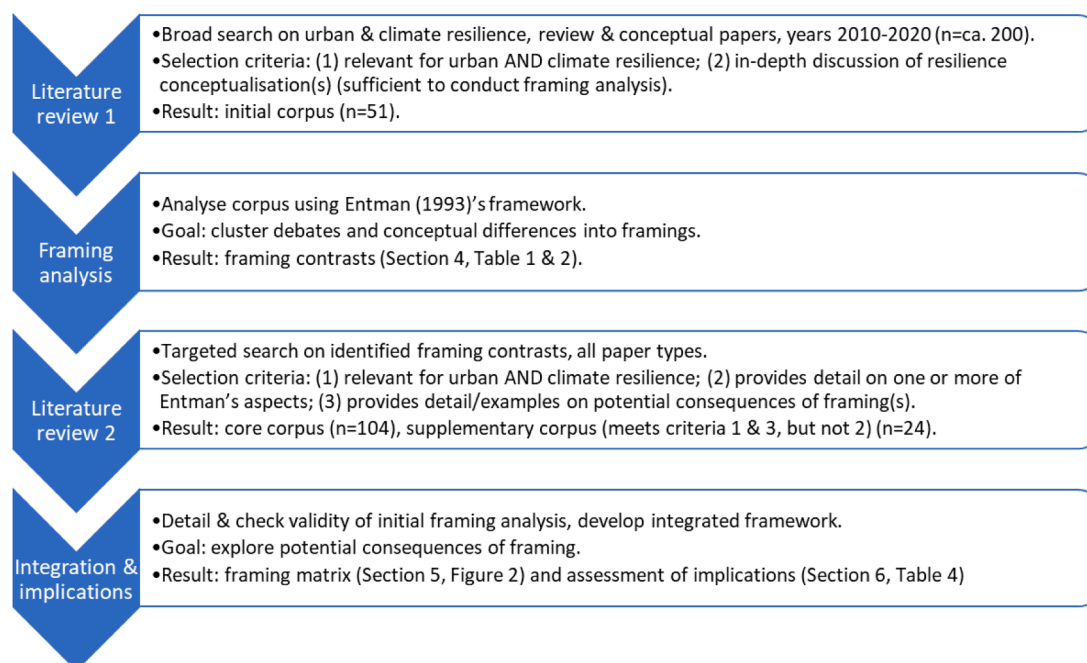 Literature
review 1
•Broad search on urban & climate resilience, review & conceptual papers, years 2010-2020 (n=ca. 200).
•Selection criteria: (1) relevant for urban AND climate resilience; (2) in-depth discussion of resilience
conceptualisation(s) (sufficient to conduct framing analysis).
•Result: initial corpus (n=51).
Framing
analysis
•Analyse corpus using Entman (1993)'s framework.
•Goal: cluster debates and conceptual differences into framings.
•Result: framing contrasts (Section 4, Table 1 & 2).
Literature
review 2
•Targeted search on identified framing contrasts, all paper types.
•Selection criteria: (1) relevant for urban AND climate resilience; (2) provides detail on one or more of
Entman's aspects; (3) provides detail/examples on potential consequences of framing(s).
•Result: core corpus (n=104), supplementary corpus (meets criteria 1 & 3, but not 2) (n=24).
Integration &
implications
•Detail & check validity of initial framing analysis, develop integrated framework.
•Goal: explore potential consequences of framing.
•Result: framing matrix (Section 5, Figure 2) and assessment of implications (Section 6, Table 4)